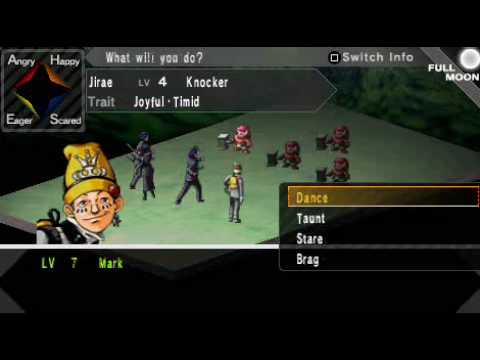 Angry Happy
Eager Scared
What will you do?
Switch Info
FULL
MOON
Jirae LV 4 Knocker
Trait Joyful·Timid
Dance
Taunt
Stare
Brag
LV 7 Mark